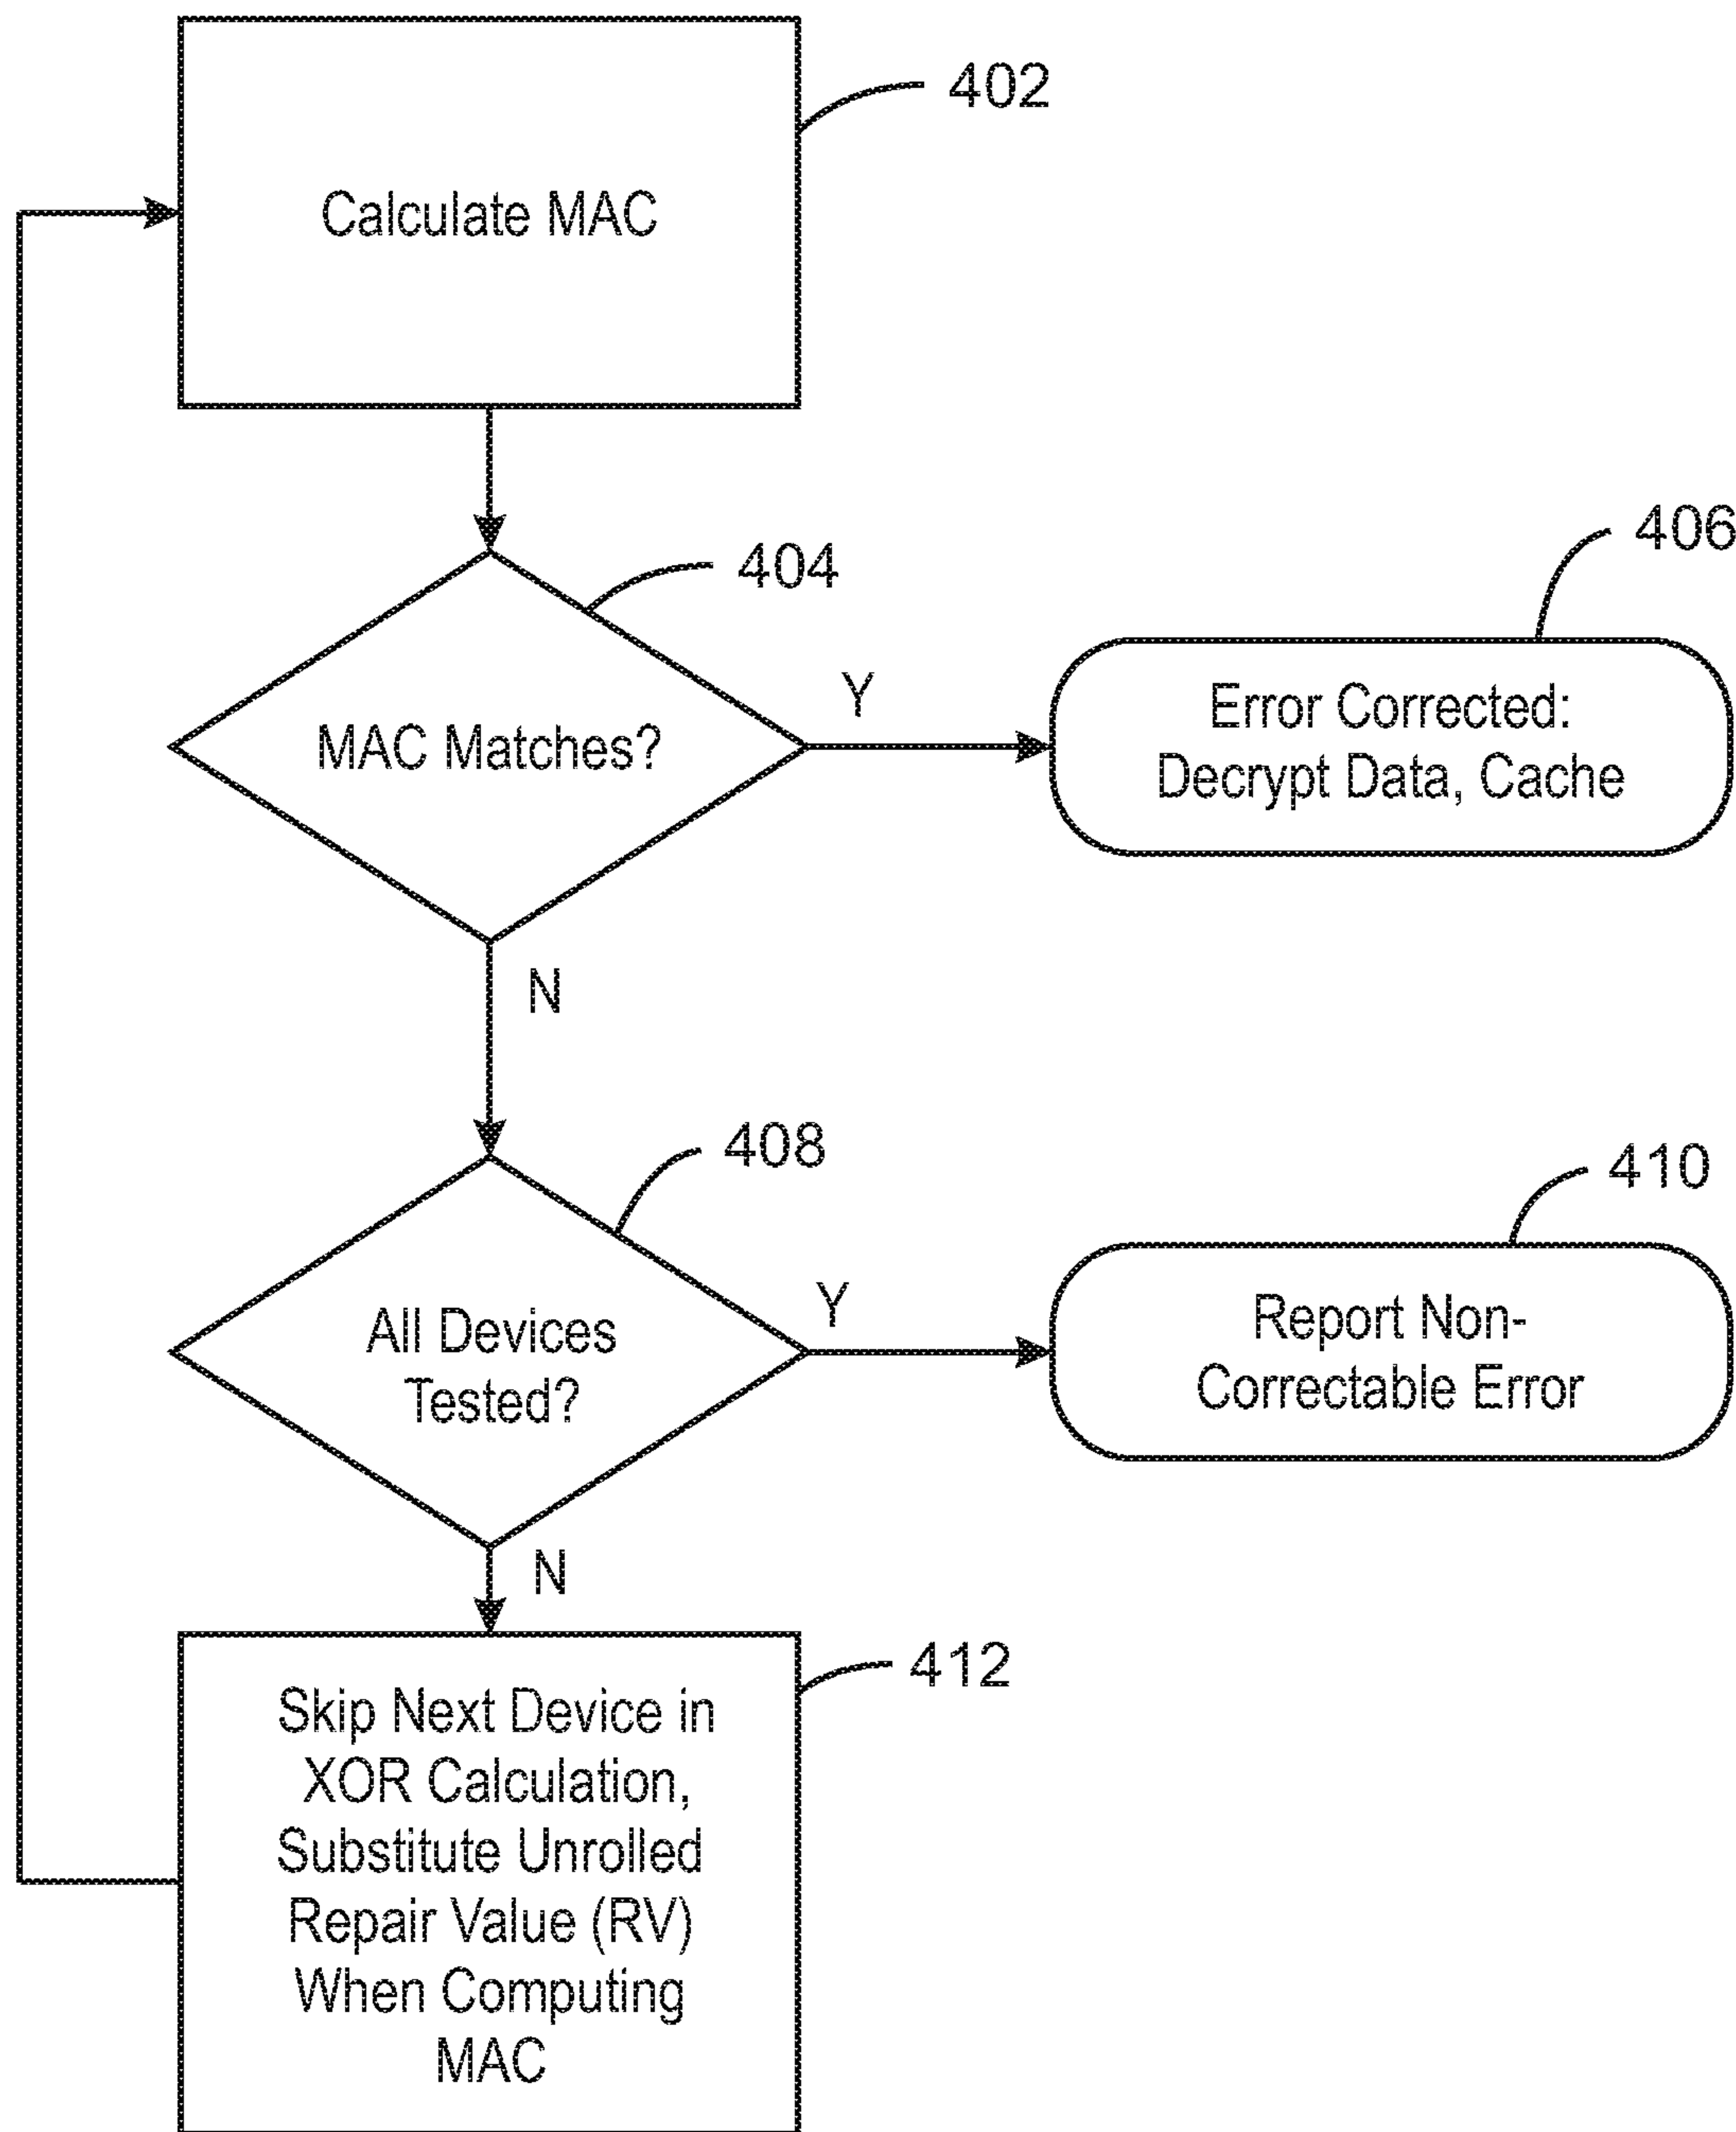 402
Calculate MAC
404
406
MAC Matches?
Y
Error Corrected:
Decrypt Data, Cache
N
408
410
All Devices
Tested?
Y
Report Non-
Correctable Error
N
412
Skip Next Device in
XOR Calculation,
Substitute Unrolled
Repair Value (RV)
When Computing
MAC